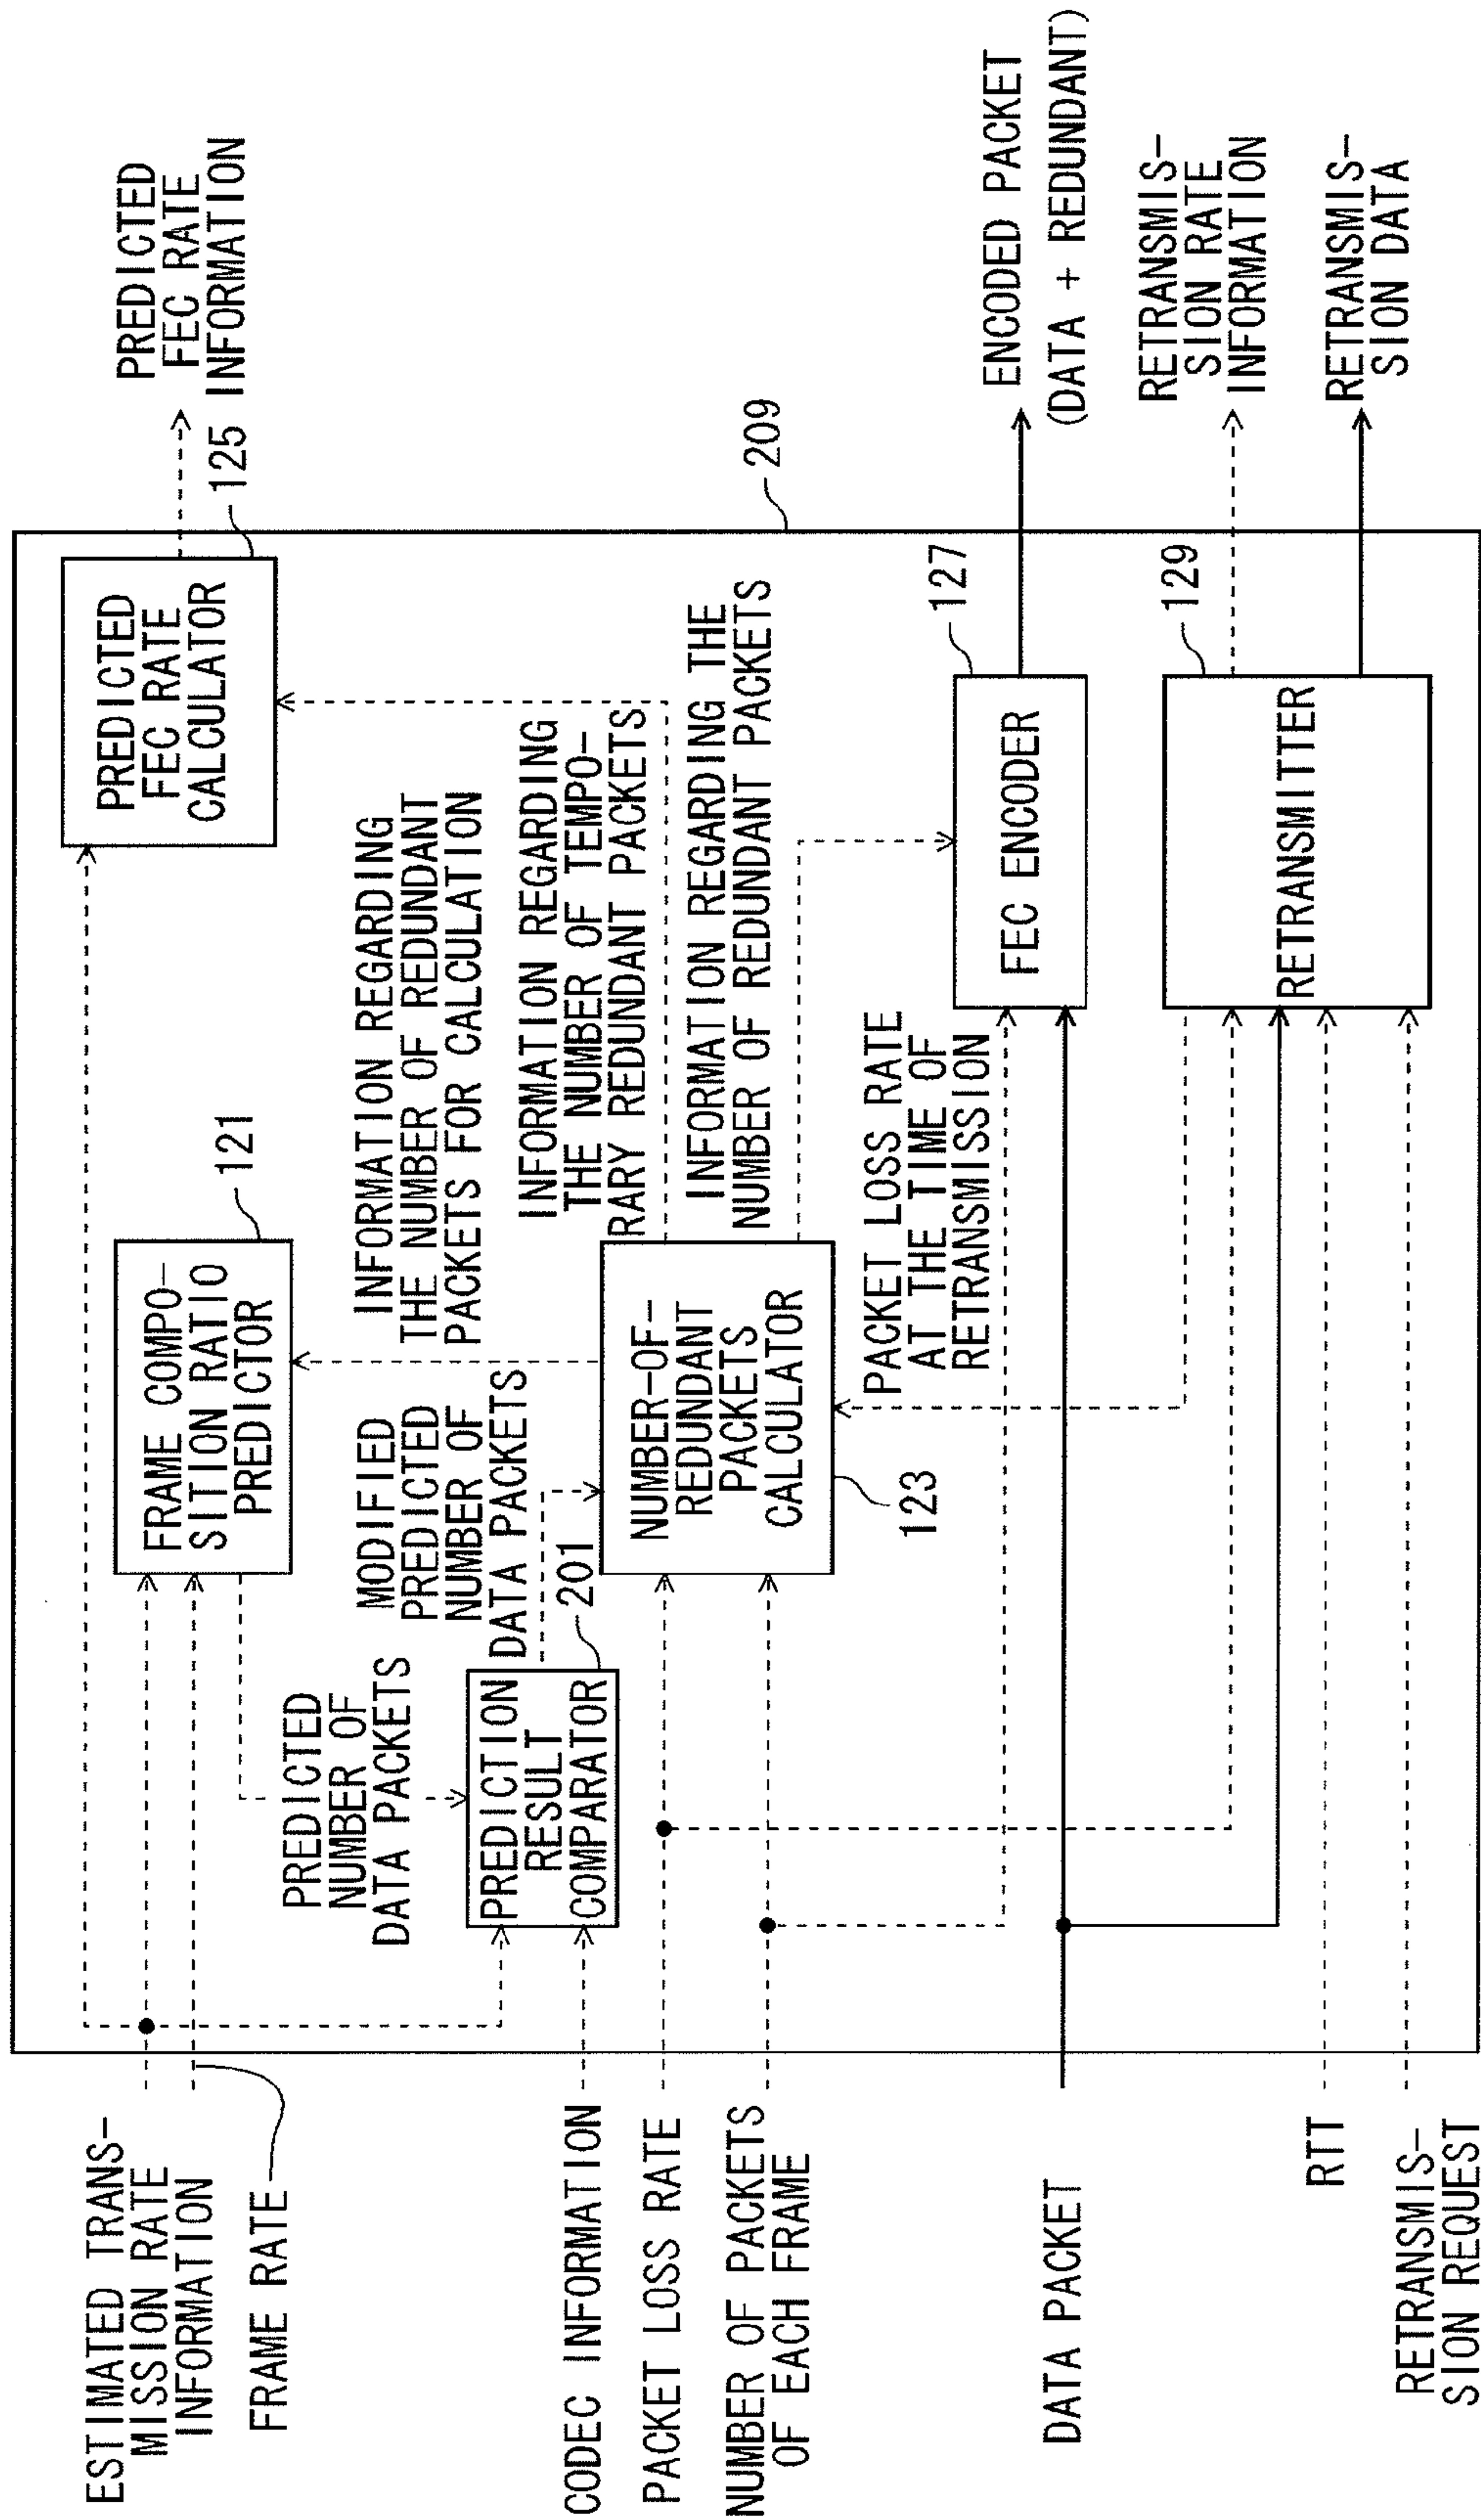 ESTIMATED TRANS-
MISSION RATE
INFORMATION
FRAME RATE
CODEC INFORMATION
PACKET LOSS RATE
NUMBER OF PACKETS
OF EACH FRAME
DATA PACKET
RTT
RETRANSMIS-
SION REQUEST
PREDICTED
NUMBER OF
DATA PACKETS
PREDICTION
RESULT
COMPARATOR
201
MODIFIED
PREDICTED
NUMBER OF
DATA PACKETS
FRAME COMPO-
SITION RATIO
PREDICTOR
121
NUMBER-OF-
REDUNDANT
PACKETS
CALCULATOR
123
INFORMATION REGARDING
THE NUMBER OF REDUNDANT
PACKETS FOR CALCULATION
INFORMATION REGARDING
THE NUMBER OF TEMPO-
RARY REDUNDANT PACKETS
INFORMATION REGARDING THE
NUMBER OF REDUNDANT PACKETS
PACKET LOSS RATE
AT THE TIME OF
RETRANSMISSION
PREDICTED
FEC RATE
CALCULATOR
125
FEC ENCODER
127
RETRANSMITTER
129
209
PREDICTED
FEC RATE
INFORMATION
ENCODED PACKET
(DATA + REDUNDANT)
RETRANSMIS-
SION RATE
INFORMATION
RETRANSMIS-
SION DATA